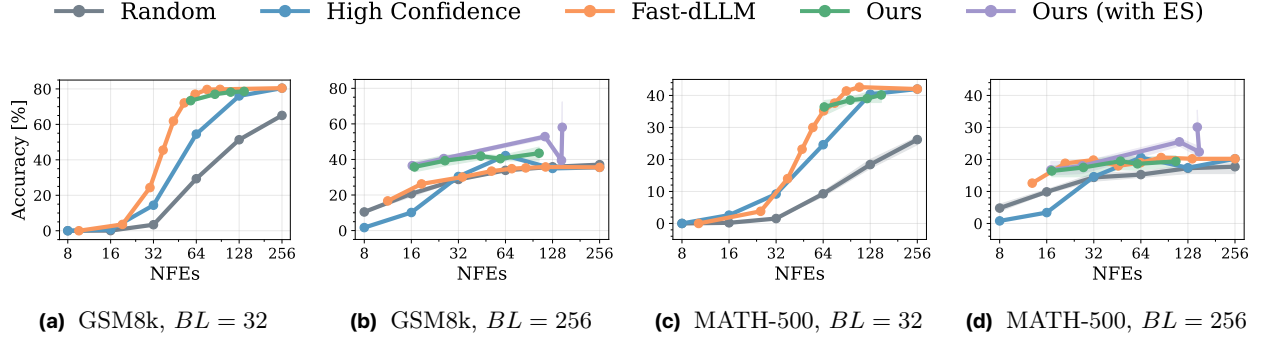 Random High Confidence Fast-dLLM Ours Ours (with ES)
Accuracy [%]
80
60
40
20
0
8 16 32 64 128 256
NFEs
(a) GSM8k, BL = 32
80
60
40
20
0
8 16 32 64 128 256
NFEs
(b) GSM8k, BL = 256
40
30
20
10
0
8 16 32 64 128 256
NFEs
(c) MATH-500, BL = 32
40
30
20
10
0
8 16 32 64 128 256
NFEs
(d) MATH-500, BL = 256